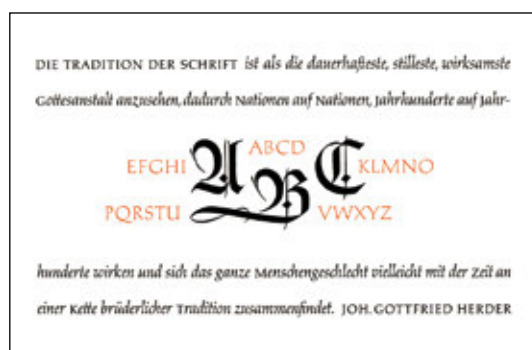 DIE TRADITION DER SCHRIFT ist als die dauerhafteste, stilleste, wirksamste
Gottesanstalt anzusehen, dadurch Nationen auf Nationen, Jahrhunderte auf Jahr-
ABCD
EFGHI A B C KLMNO
PQRSTU VWXYZ
hunderte wirken und sich das ganze Menschengeschlecht vielleicht mit der Zeit an
einer Kette brüderlicher Tradition zusammenfindet. JOH. GOTTFRIED HERDER